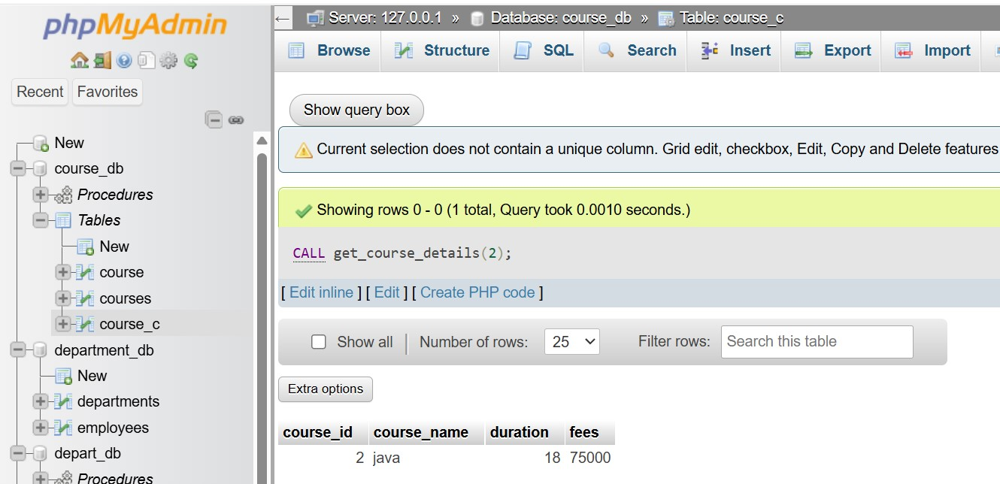 phpMyAdmin
Recent
Favorites
New
course_db
Procedures
Tables
New
course
courses
course_c
department_db
New
departments
employees
depart_db
Procedures
Server: 127.0.0.1 » Database: course_db » Table: course_c
Browse
Structure
SQL
Search
Insert
Export
Import
Show query box
Current selection does not contain a unique column. Grid edit, checkbox, Edit, Copy and Delete features
Showing rows 0 - 0 (1 total, Query took 0.0010 seconds.)
CALL get_course_details(2);
[ Edit inline ] [ Edit ] [ Create PHP code ]
Show all | Number of rows: 25 Filter rows: Search this table
Extra options
course_id course_name duration fees
2 java 18 75000